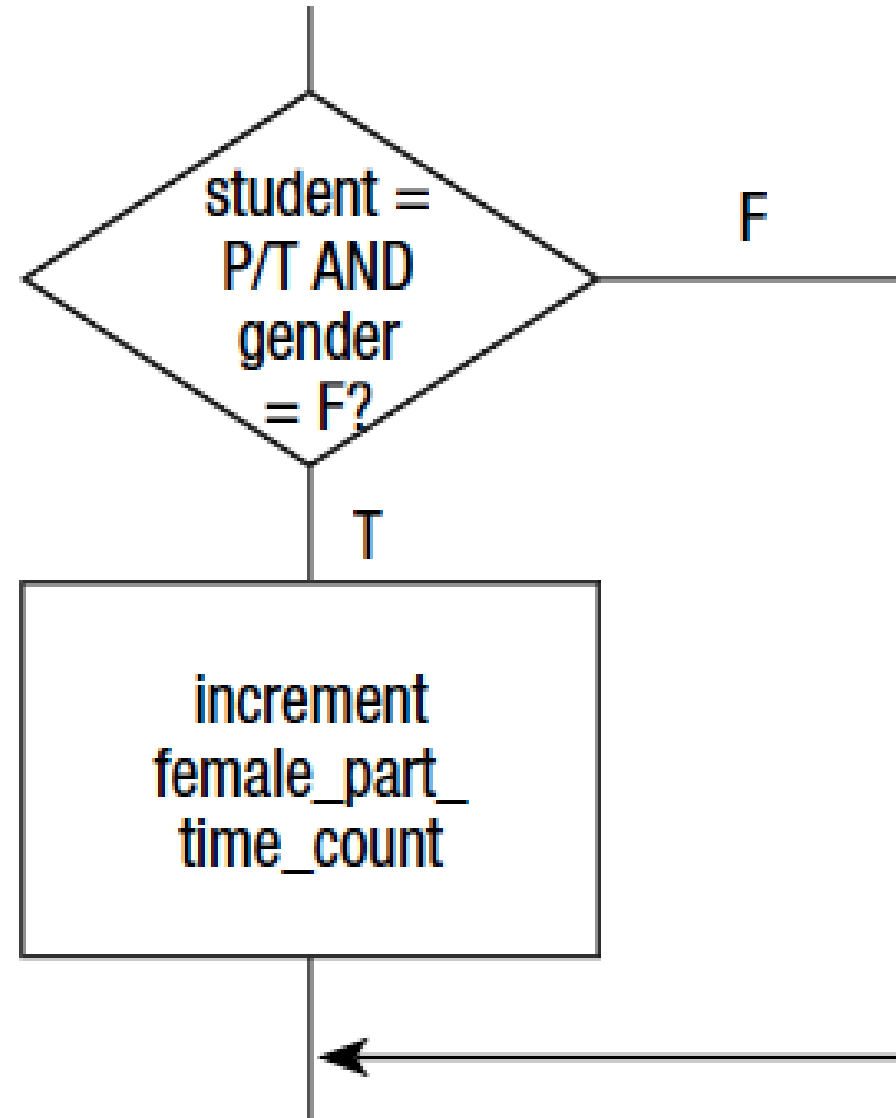 student =
P/T AND
gender
= F?
F
T
increment
female_part_
time_count